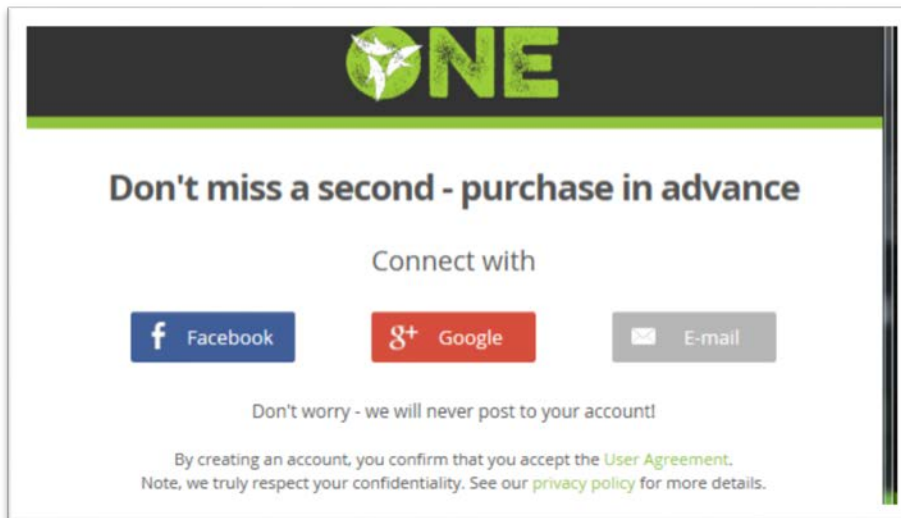 ONE
Don't miss a second - purchase in advance
Connect with
f Facebook
g+ Google
E-mail
Don't worry - we will never post to your account!
By creating an account, you confirm that you accept the User Agreement.
Note, we truly respect your confidentiality. See our privacy policy for more details.